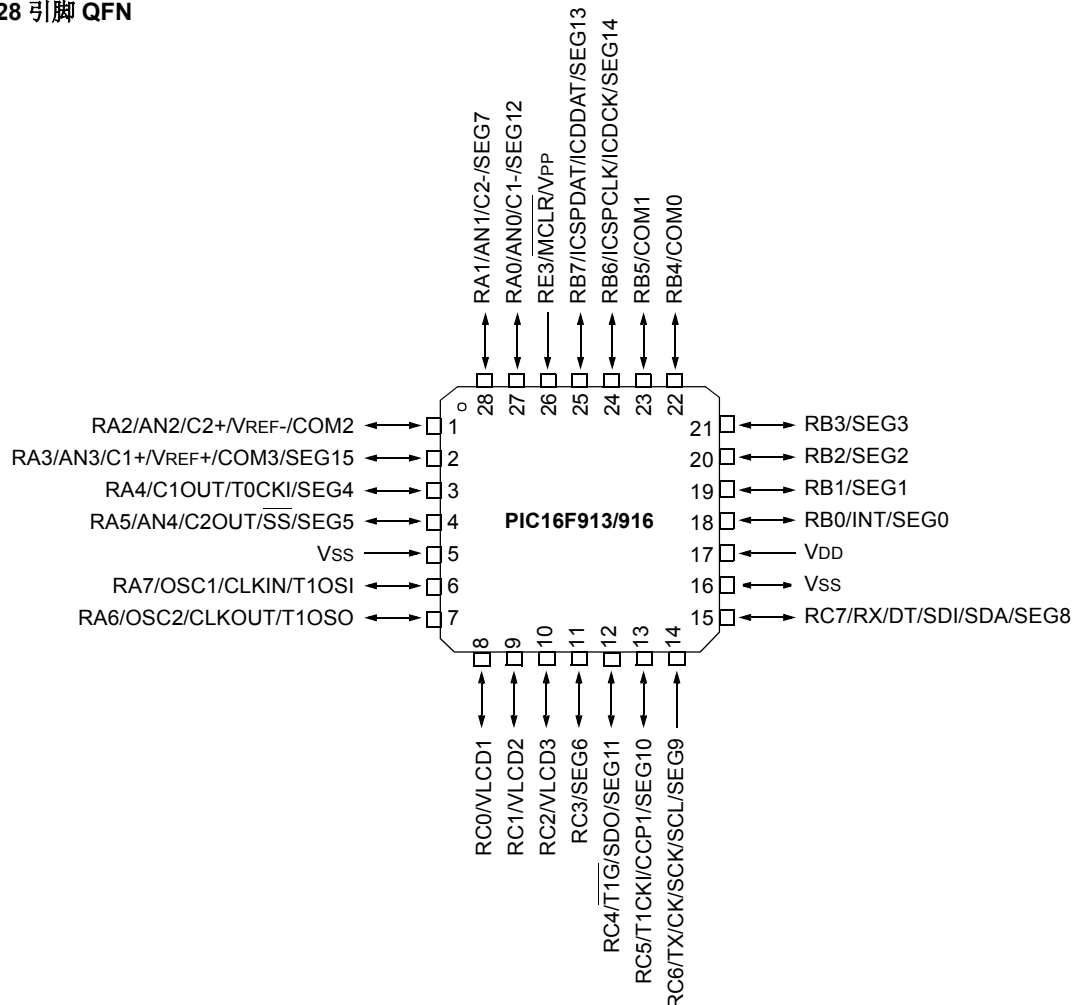 28 引脚 QFN
RA1/AN1/C2-/SEG7
RA0/AN0/C1-/SEG12
RE3/MCLR/VPP
RB7/ICSPDAT/ICDDAT/SEG13
RB6/ICSPCLK/ICDCK/SEG14
RB5/COM1
RB4/COM0
28
27
26
25
24
23
22
RA2/AN2/C2+/VREF-/COM2
1
RA3/AN3/C1+/VREF+/COM3/SEG15
2
RA4/C1OUT/T0CKI/SEG4
3
RA5/AN4/C2OUT/SS/SEG5
4
VSS
5
RA7/OSC1/CLKIN/T1OSI
6
RA6/OSC2/CLKOUT/T1OSO
7
PIC16F913/916
21
RB3/SEG3
20
RB2/SEG2
19
RB1/SEG1
18
RB0/INT/SEG0
17
VDD
16
VSS
15
RC7/RX/DT/SDI/SDA/SEG8
8
9
10
11
12
13
14
RC0/VLCD1
RC1/VLCD2
RC2/VLCD3
RC3/SEG6
RC4/T1G/SDO/SEG11
RC5/T1CKI/CCP1/SEG10
RC6/TX/CK/SCK/SCL/SEG9